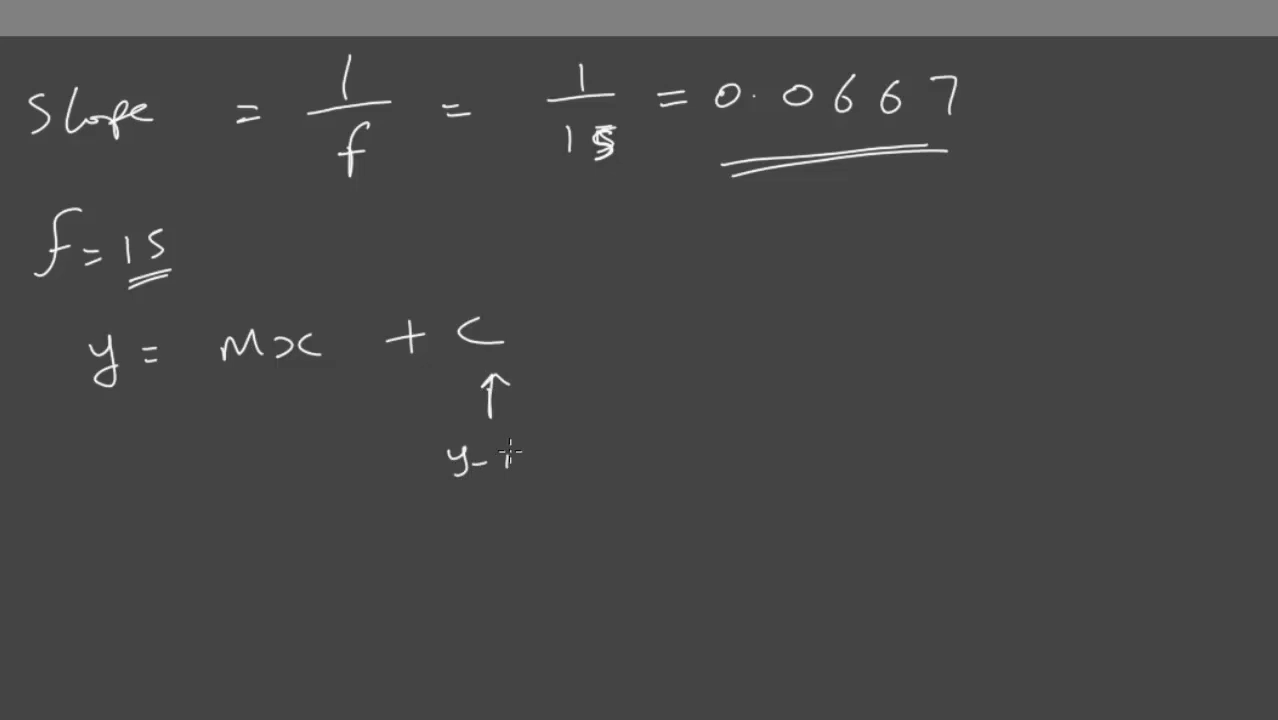 Slope = 1/f = 1/15 = 0.0667
f = 15
y = mx + c
↑
y-